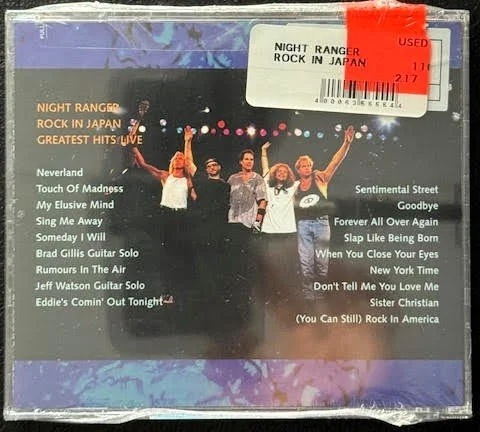 PULL
NIGHT RANGER
ROCK IN JAPAN
USED
217
NIGHT RANGER
ROCK IN JAPAN
GREATEST HITS LIVE
Neverland
Touch Of Madness
My Elusive Mind
Sing Me Away
Someday I Will
Brad Gillis Guitar Solo
Rumours In The Air
Jeff Watson Guitar Solo
Eddie's Comin' Out Tonight
Sentimental Street
Goodbye
Forever All Over Again
Slap Like Being Born
When You Close Your Eyes
New York Time
Don't Tell Me You Love Me
Sister Christian
(You Can Still) Rock In America